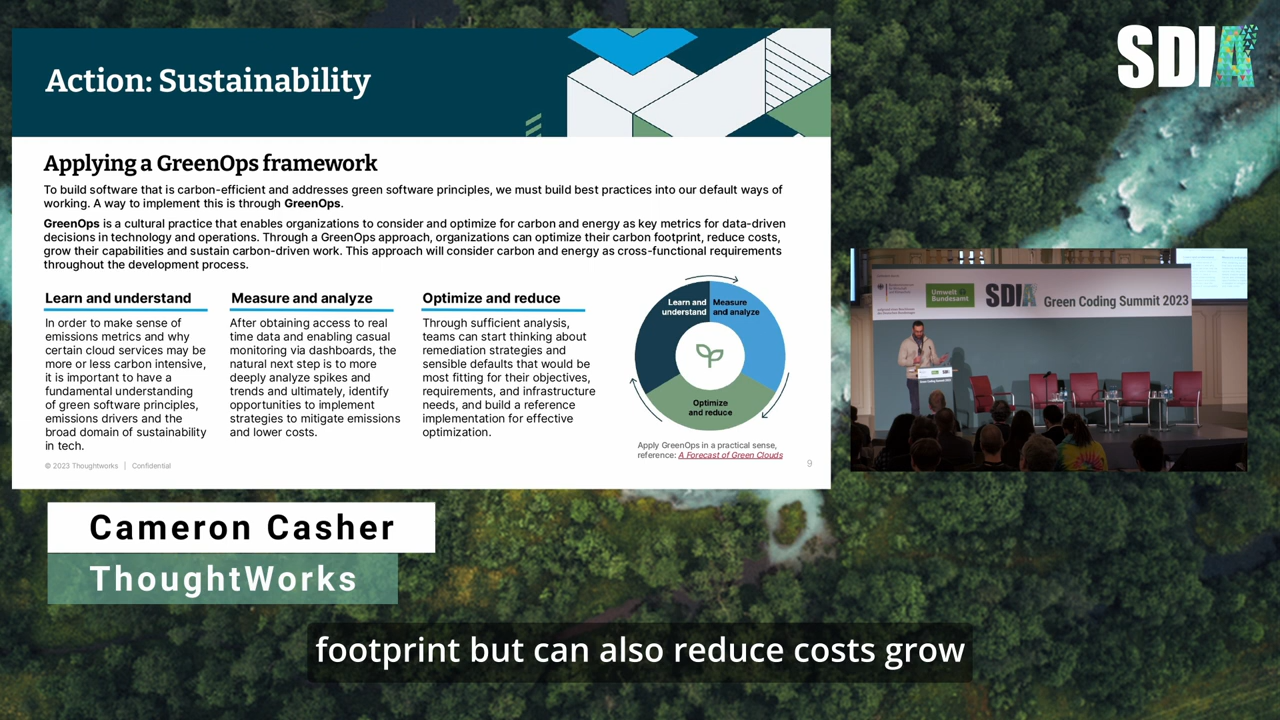 SDIA
Action: Sustainability
Applying a GreenOps framework
To build software that is carbon-efficient and addresses green software principles, we must build best practices into our default ways of
working. A way to implement this is through GreenOps.
GreenOps is a cultural practice that enables organizations to consider and optimize for carbon and energy as key metrics for data-driven
decisions in technology and operations. Through a GreenOps approach, organizations can optimize their carbon footprint, reduce costs,
grow their capabilities and sustain carbon-driven work. This approach will consider carbon and energy as cross-functional requirements
throughout the development process.
Learn and understand
In order to make sense of
emissions metrics and why
certain cloud services may be
more or less carbon intensive,
it is important to have a
fundamental understanding
of green software principles,
emissions drivers and the
broad domain of sustainability
in tech.
Measure and analyze
After obtaining access to real
time data and enabling casual
monitoring via dashboards, the
natural next step is to more
deeply analyze spikes and
trends and ultimately, identify
opportunities to implement
strategies to mitigate emissions
and lower costs.
Optimize and reduce
Through sufficient analysis,
teams can start thinking about
remediation strategies and
sensible defaults that would be
most fitting for their objectives,
requirements, and infrastructure
needs, and build a reference
implementation for effective
optimization.
Learn and
understand
Measure
and analyze
Optimize
and reduce
Apply GreenOps in a practical sense,
reference: A Forecast of Green Clouds
© 2023 Thoughtworks | Confidential
9
Umwelt
Bundesamt
SDIA
Green Coding Summit 2023
Green Coding Summit 2023
Cameron Casher
ThoughtWorks
footprint but can also reduce costs grow